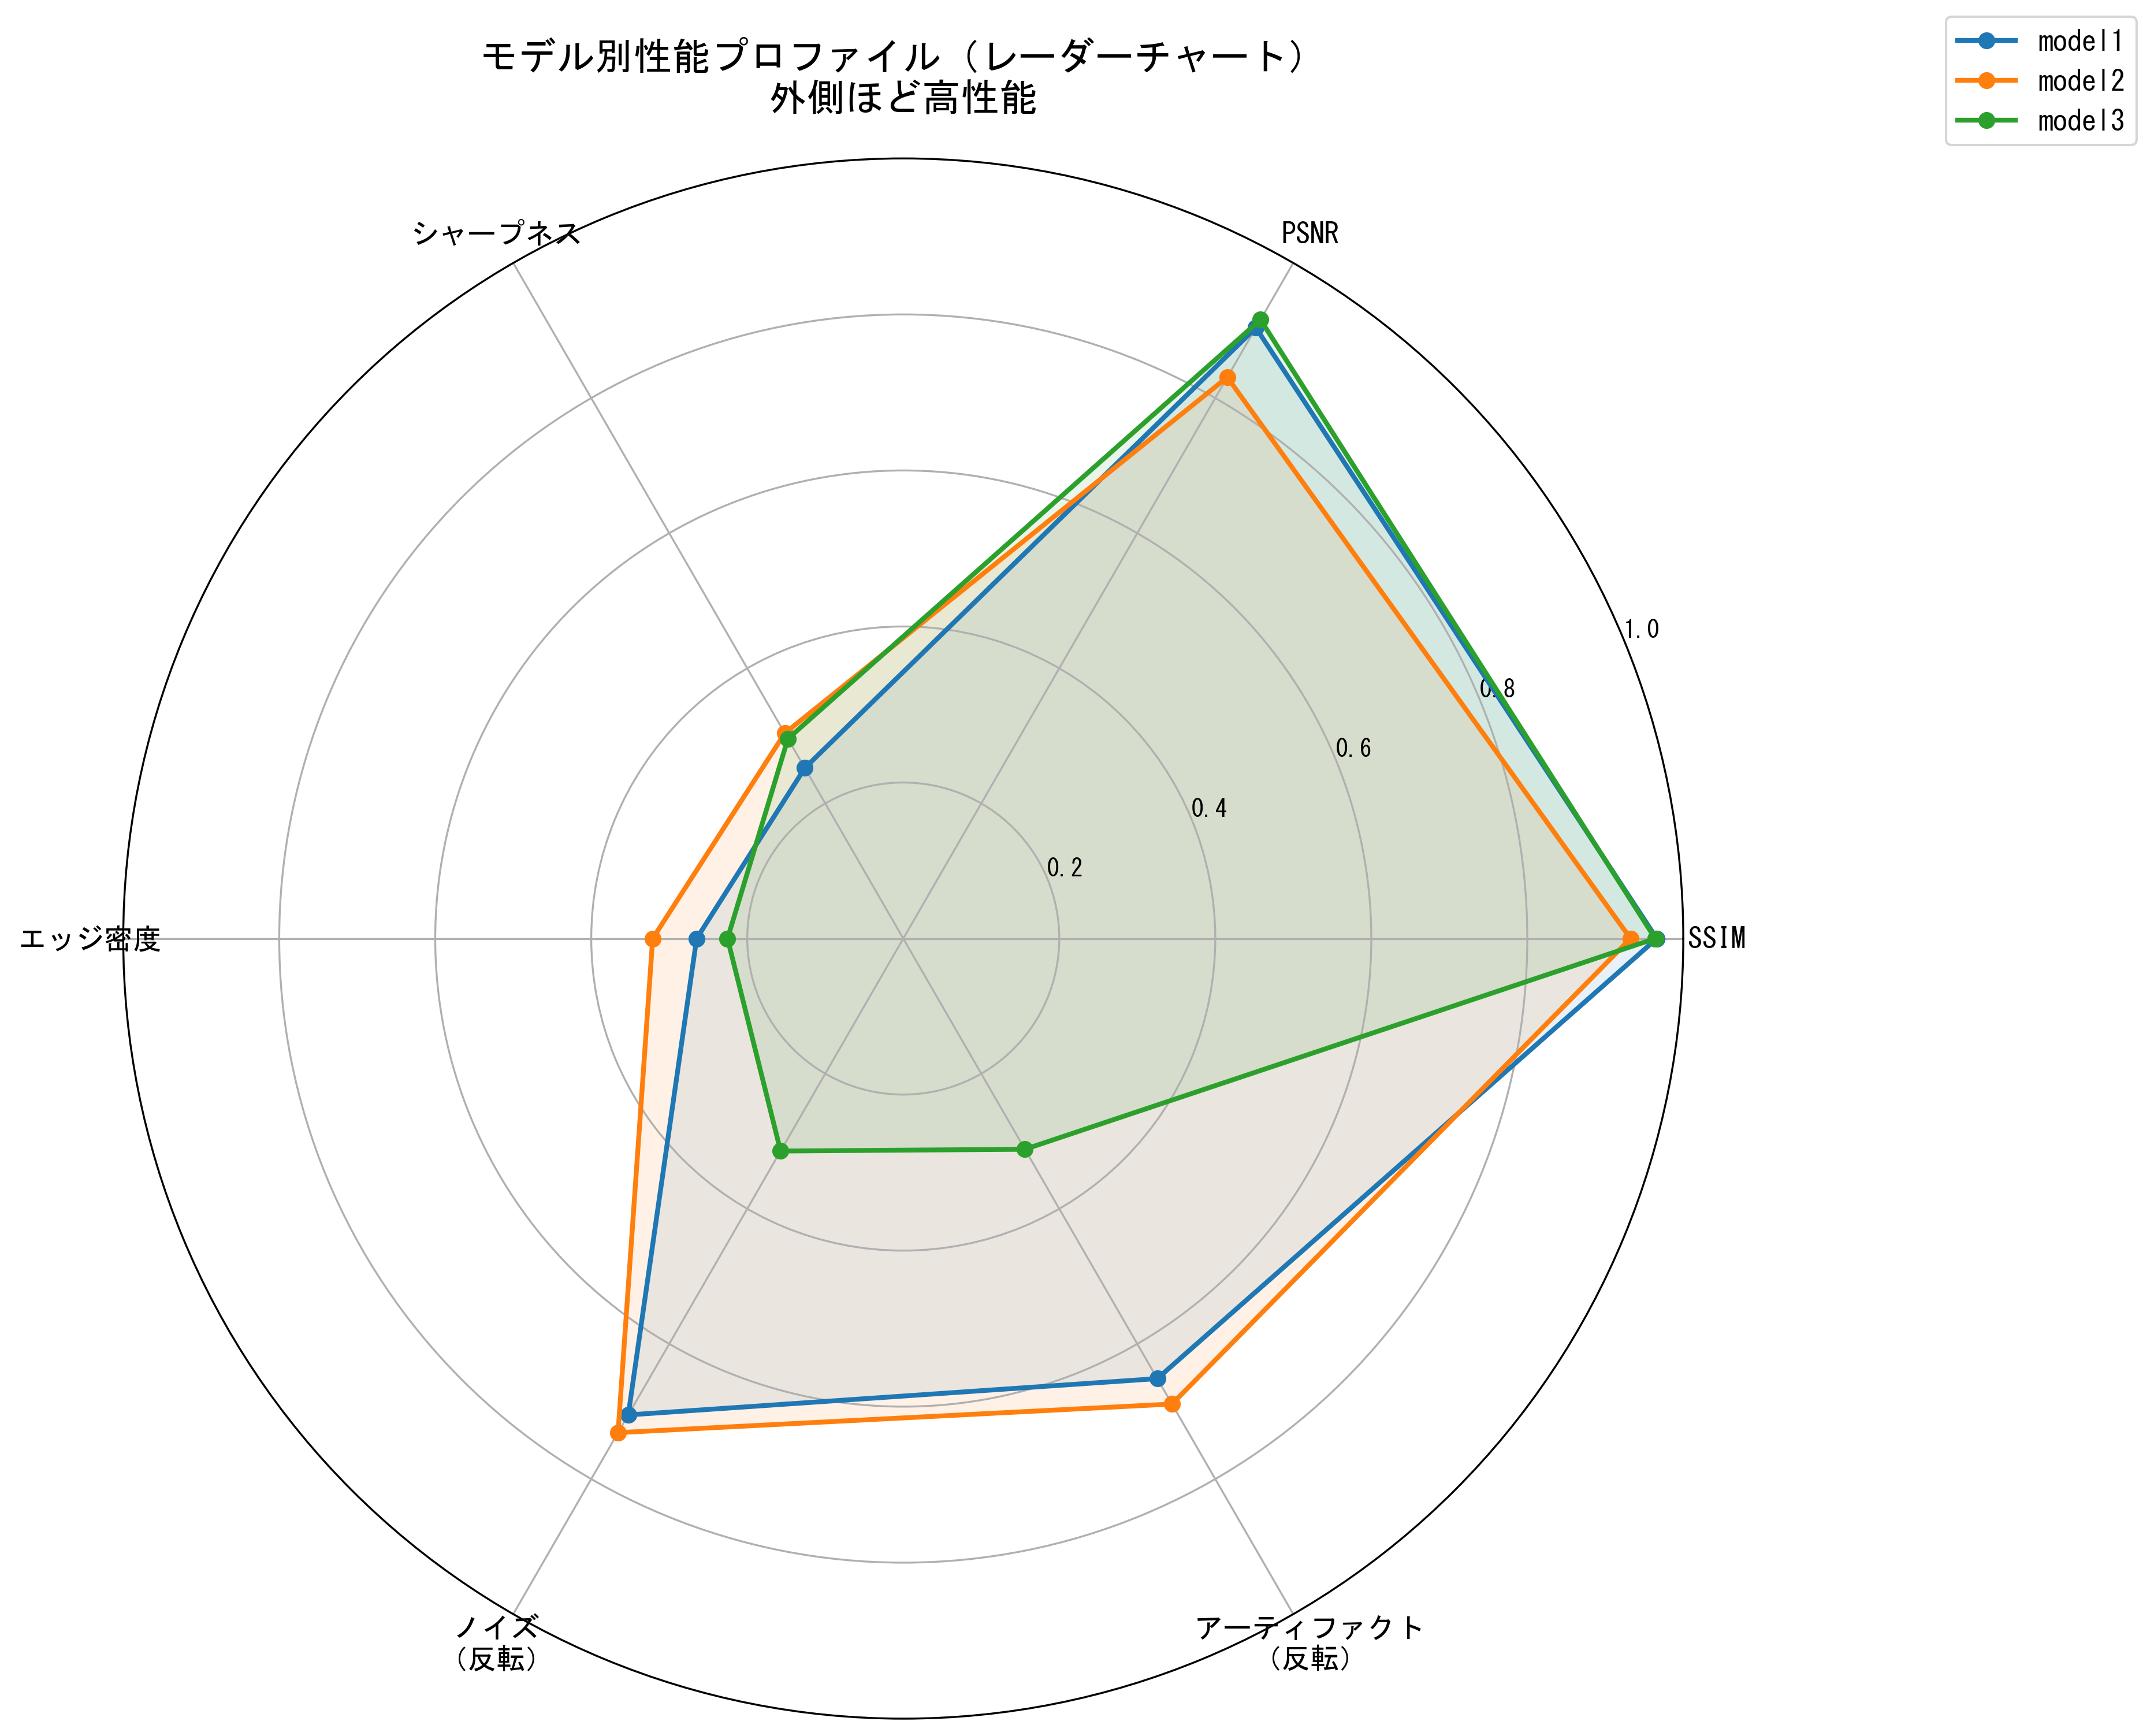 モデル別性能プロファイル（レーダーチャート）
外側ほど高性能
model1
model2
model3
シャープネス
PSNR
1.0
0.8
0.6
0.4
0.2
エッジ密度
SSIM
ノイズ
（反転）
アーティファクト
（反転）